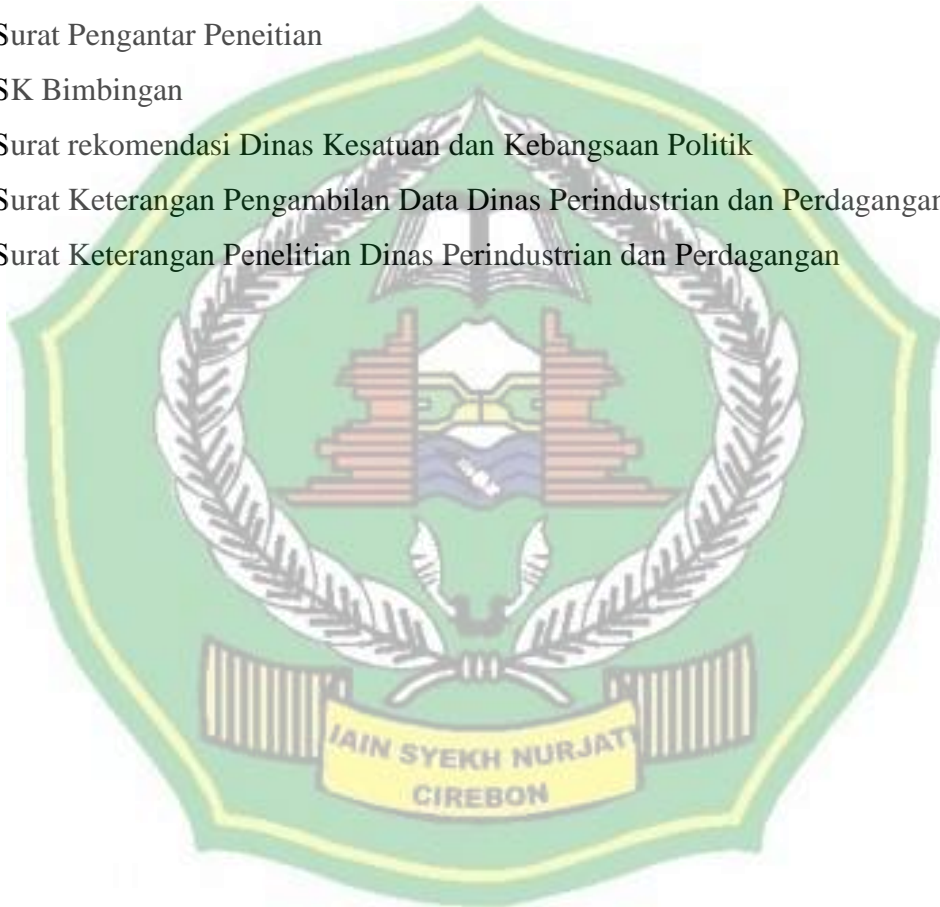 Surat Pengantar Peneitian
SK Bimbingan
Surat rekomendasi Dinas Kesatuan dan Kebangsaan Politik
Surat Keterangan Pengambilan Data Dinas Perindustrian dan Perdagangan
Surat Keterangan Penelitian Dinas Perindustrian dan Perdagangan
IAIN SYEKH NURJATI
CIREBON